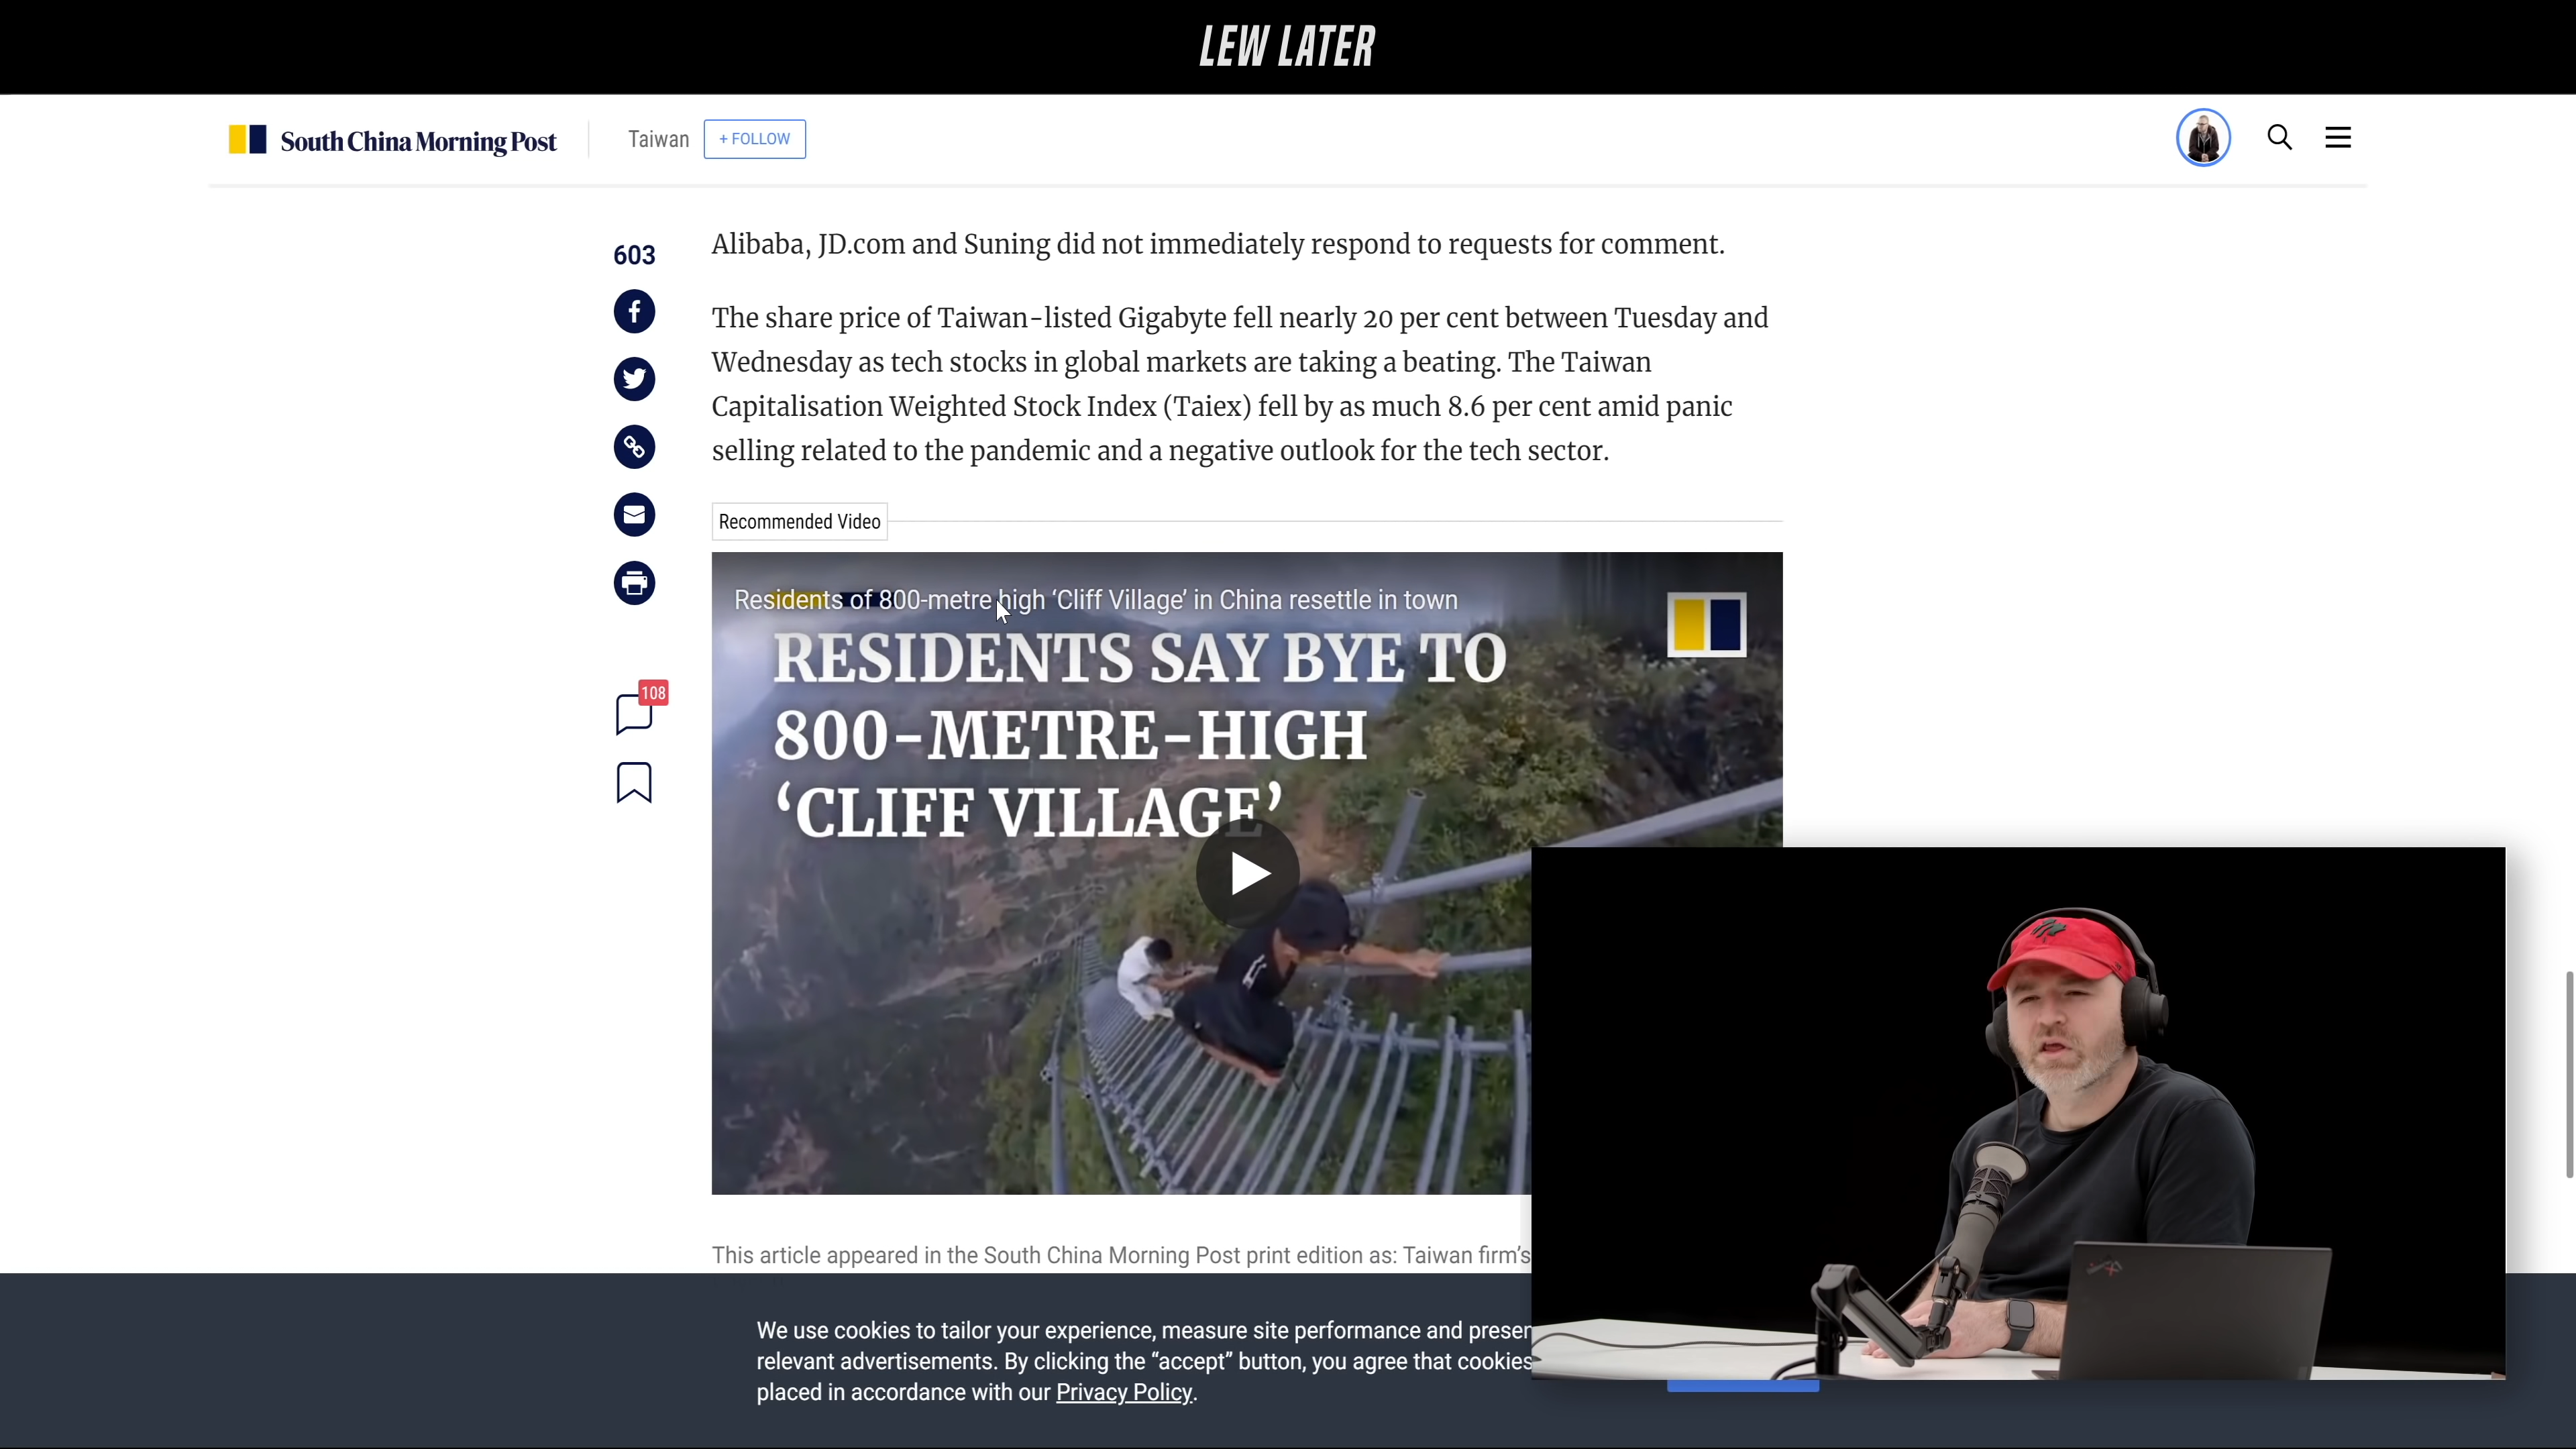 LEW LATER
South China Morning Post
Taiwan
+ FOLLOW
603
Alibaba, JD.com and Suning did not immediately respond to requests for comment.
The share price of Taiwan-listed Gigabyte fell nearly 20 per cent between Tuesday and
Wednesday as tech stocks in global markets are taking a beating. The Taiwan
Capitalisation Weighted Stock Index (Taiex) fell by as much 8.6 per cent amid panic
selling related to the pandemic and a negative outlook for the tech sector.
Recommended Video
108
Residents of 800-metre high ‘Cliff Village’ in China resettle in town
RESIDENTS SAY BYE TO
800-METRE-HIGH
‘CLIFF VILLAGE’
This article appeared in the South China Morning Post print edition as: Taiwan firm’s
We use cookies to tailor your experience, measure site performance and presen
relevant advertisements. By clicking the “accept” button, you agree that cookies
placed in accordance with our Privacy Policy.